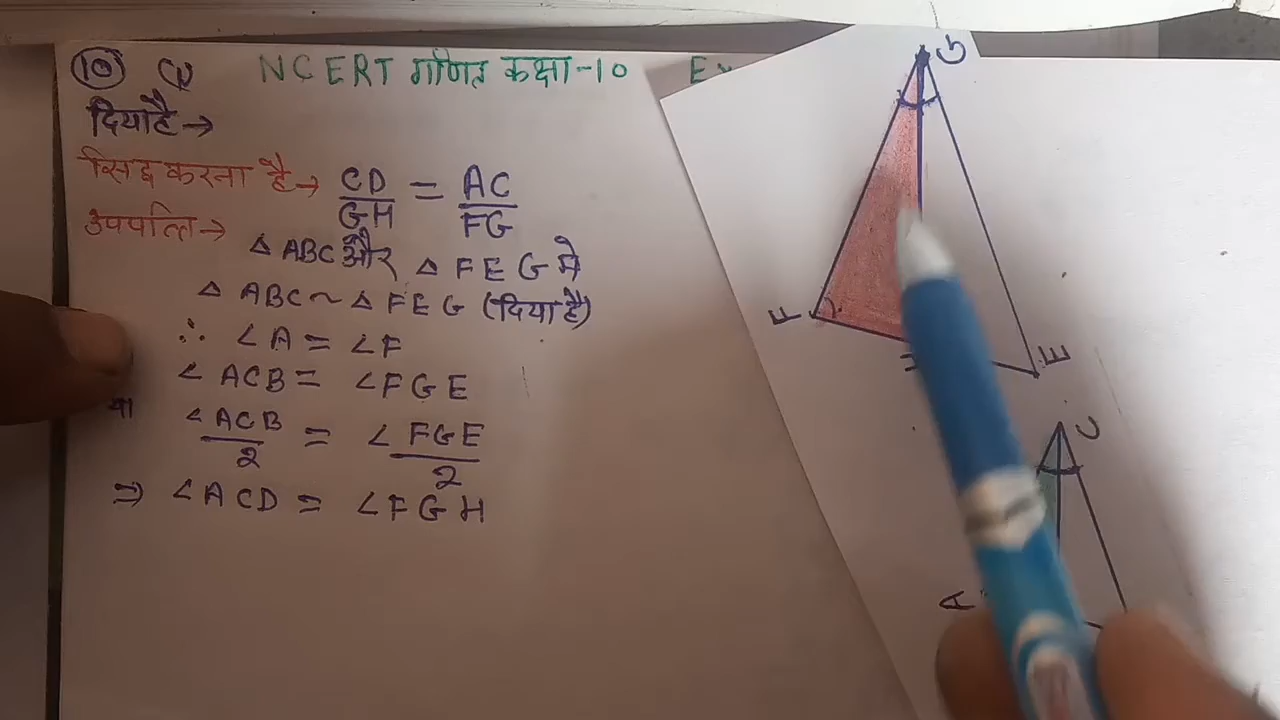 10 NCERT गणित कक्षा-10
दिया है →
सिद्ध करना है → CD/GH = AC/FG
उपपत्ति →
△ ABC और △ FEG में
△ ABC ~ △ FEG (दिया है)
∴ ∠A = ∠F
∠ACB = ∠FGE
या ∠ACB/2 = ∠FGE/2
⇒ ∠ACD = ∠FGH
G
F
E
C
A